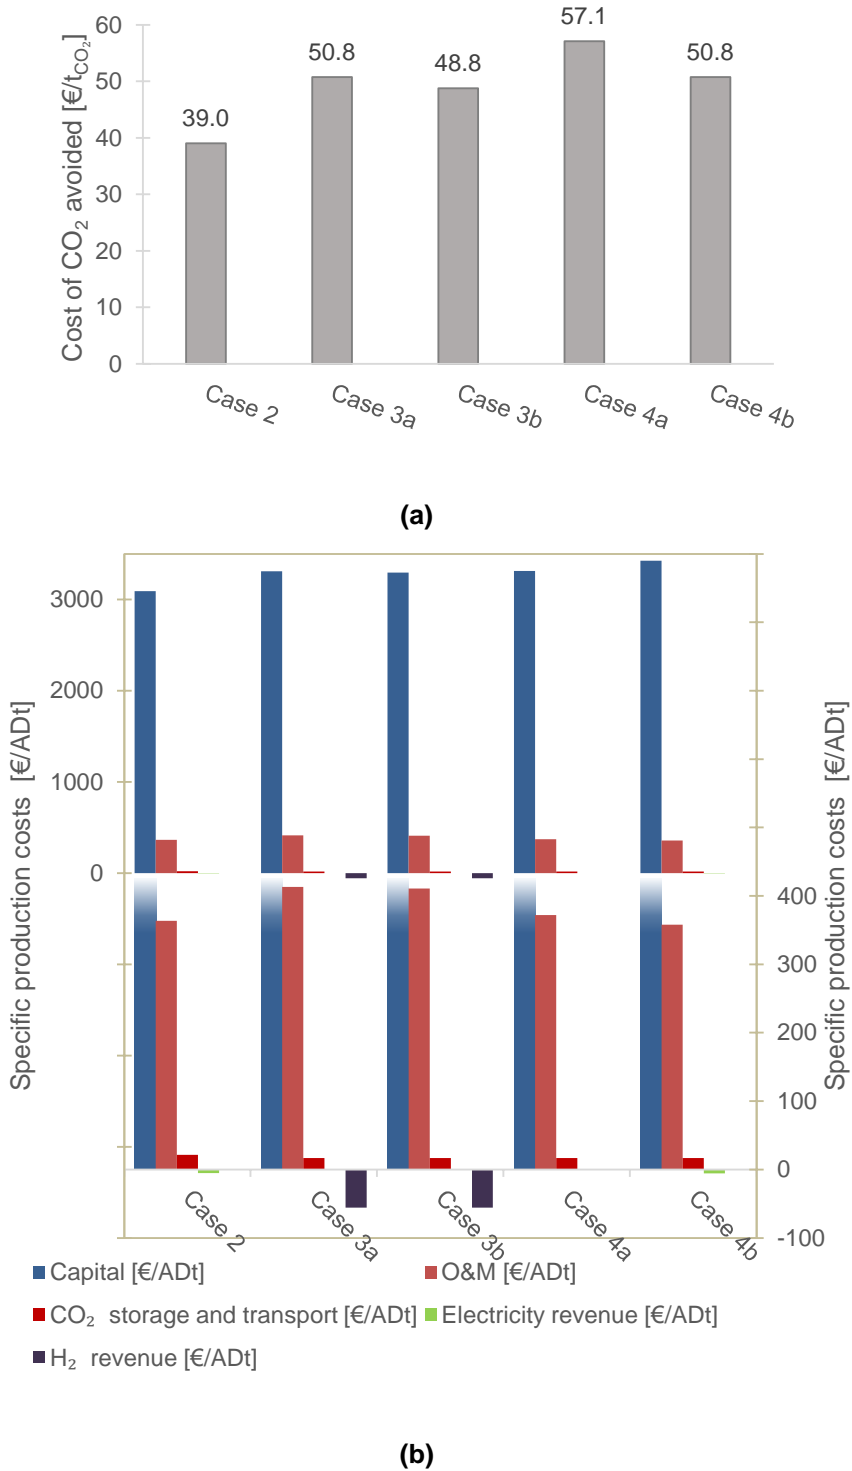 Cost of CO₂ avoided [€/tCO₂]
60
50
40
30
20
10
0
39.0
50.8
48.8
57.1
50.8
Case 2
Case 3a
Case 3b
Case 4a
Case 4b
(a)
Specific production costs [€/ADt]
3000
2000
1000
0
400
300
200
100
0
-100
Specific production costs [€/ADt]
Case 2
Case 3a
Case 3b
Case 4a
Case 4b
Capital [€/ADt]
O&M [€/ADt]
CO₂ storage and transport [€/ADt]
Electricity revenue [€/ADt]
H₂ revenue [€/ADt]
(b)